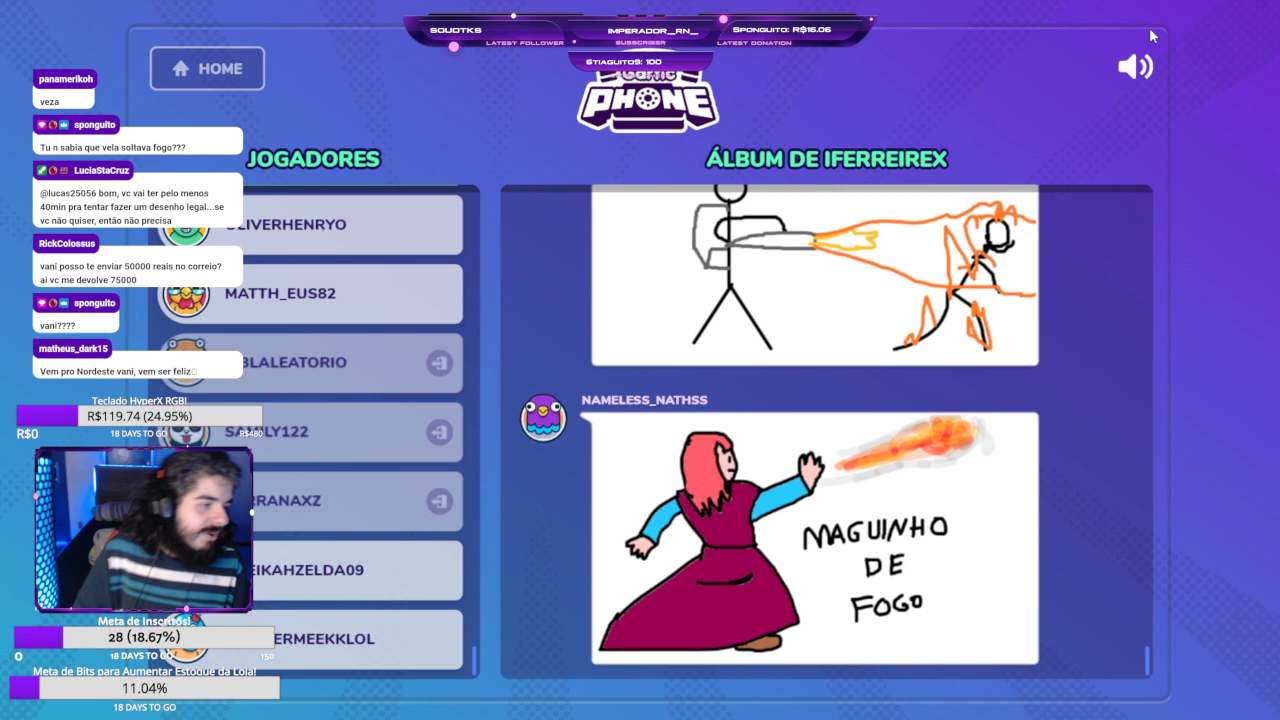 SOUOTKS
LATEST FOLLOWER
IMPERADOR_RN_
SUBSCRIBER
SPONGUITO: R$16.06
LATEST DONATION
6TIAGUITO9: 100
HOME
PHONE
panamerikoh
veza
sponguito
Tu n sabia que vela soltava fogo???
LuciaStaCruz
@lucas25056 bom, vc vai ter pelo menos
40min pra tentar fazer um desenho legal...se
vc não quiser, então não precisa
RickColossus
vani posso te enviar 50000 reais no correio?
ai vc me devolve 75000
sponguito
vani????
matheus_dark15
Vem pro Nordeste vani, vem ser feliz
Teclado HyperX RGB!
R$119.74 (24.95%)
R$0
18 DAYS TO GO
R$480
Meta de Inscritos!
28 (18.67%)
0
18 DAYS TO GO
150
Meta de Bits para Aumentar Estoque da Loja!
11.04%
18 DAYS TO GO
JOGADORES
LIVERHENRYO
MATTH_EUS82
BLALEATORIO
LY122
RANAXZ
EIKAHZELDA09
ERMEEKKLOL
ÁLBUM DE IFERREIREX
NAMELESS_NATHSS
MAGUINHO
DE
FOGO